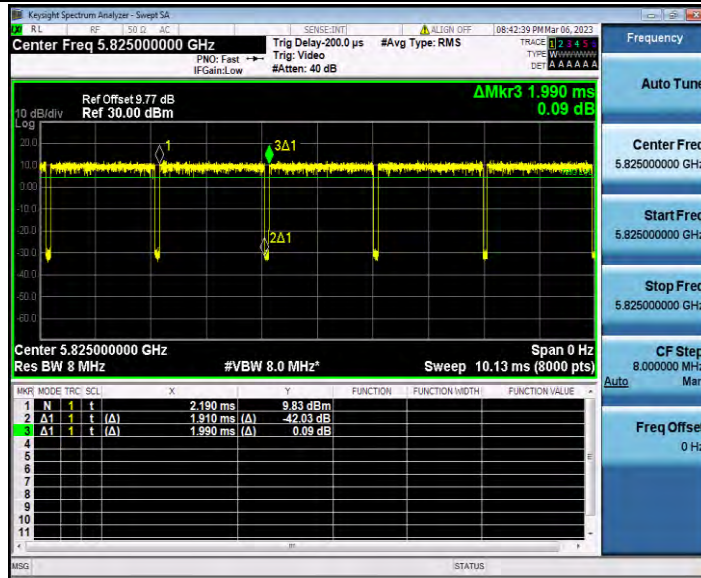 Keysight Spectrum Analyzer - Swept SA
RL RF 50 Ω AC SENSE:INT ALIGN OFF 08:42:39 PM Mar 06, 2023
Center Freq 5.825000000 GHz
PNO: Fast
IFGain:Low
Trig Delay-200.0 µs
Trig: Video
#Atten: 40 dB
#Avg Type: RMS
TRACE 1 2 3 4 5 6
TYPE W
DET A A A A A A
ΔMkr3 1.990 ms
0.09 dB
Ref Offset 9.77 dB
10 dB/div Ref 30.00 dBm
Log
20.0
10.0
0.00
-10.0
-20.0
-30.0
-40.0
-50.0
-60.0
1
3Δ1
2Δ1
Center 5.825000000 GHz Span 0 Hz
Res BW 8 MHz #VBW 8.0 MHz* Sweep 10.13 ms (8000 pts)
MKR MODE TRC SCL X Y FUNCTION FUNCTION WIDTH FUNCTION VALUE
1 N 1 t 2.190 ms 9.83 dBm
2 Δ1 1 t (Δ) 1.910 ms (Δ) -42.03 dB
3 Δ1 1 t (Δ) 1.990 ms (Δ) 0.09 dB
4
5
6
7
8
9
10
11
MSG STATUS
Frequency
Auto Tune
Center Freq
5.825000000 GHz
Start Freq
5.825000000 GHz
Stop Freq
5.825000000 GHz
CF Step
8.000000 MHz
Auto Man
Freq Offset
0 Hz